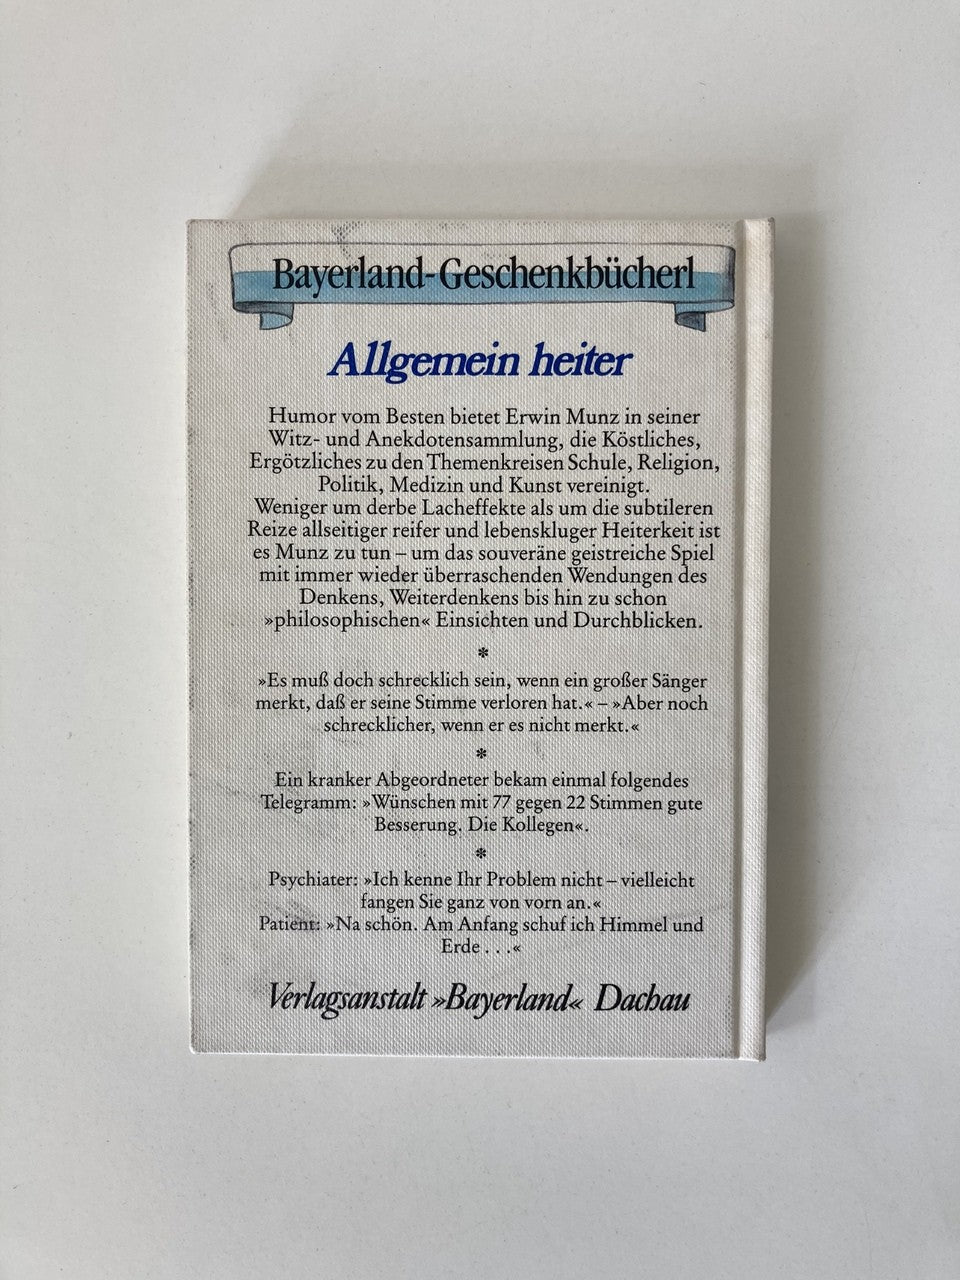 Bayerland-Geschenkbücherl
Allgemein heiter
Humor vom Besten bietet Erwin Munz in seiner
Witz- und Anekdotensammlung, die Köstliches,
Ergötzliches zu den Themenkreisen Schule, Religion,
Politik, Medizin und Kunst vereinigt.
Weniger um derbe Lacheffekte als um die subtileren
Reize allseitiger reifer und lebenskluger Heiterkeit ist
es Munz zu tun – um das souveräne geistreiche Spiel
mit immer wieder überraschenden Wendungen des
Denkens, Weiterdenkens bis hin zu schon
»philosophischen« Einsichten und Durchblicken.
*
»Es muß doch schrecklich sein, wenn ein großer Sänger
merkt, daß er seine Stimme verloren hat.« – »Aber noch
schrecklicher, wenn er es nicht merkt.«
*
Ein kranker Abgeordneter bekam einmal folgendes
Telegramm: »Wünschen mit 77 gegen 22 Stimmen gute
Besserung. Die Kollegen«.
*
Psychiater: »Ich kenne Ihr Problem nicht – vielleicht
fangen Sie ganz von vorn an.«
Patient: »Na schön. Am Anfang schuf ich Himmel und
Erde . . .«
Verlagsanstalt »Bayerland« Dachau